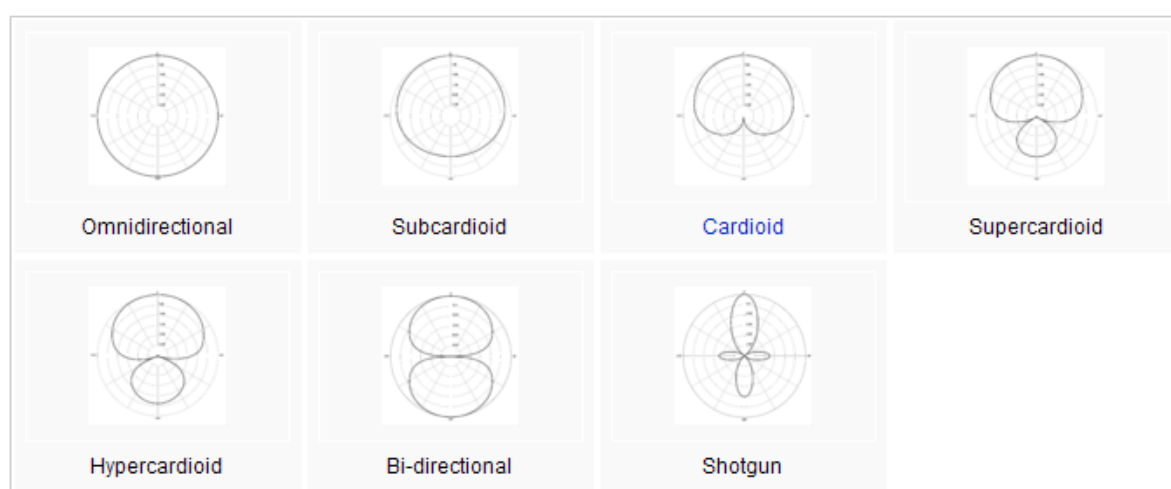 Omnidirectional
Subcardioid
Cardioid
Supercardioid
Hypercardioid
Bi-directional
Shotgun